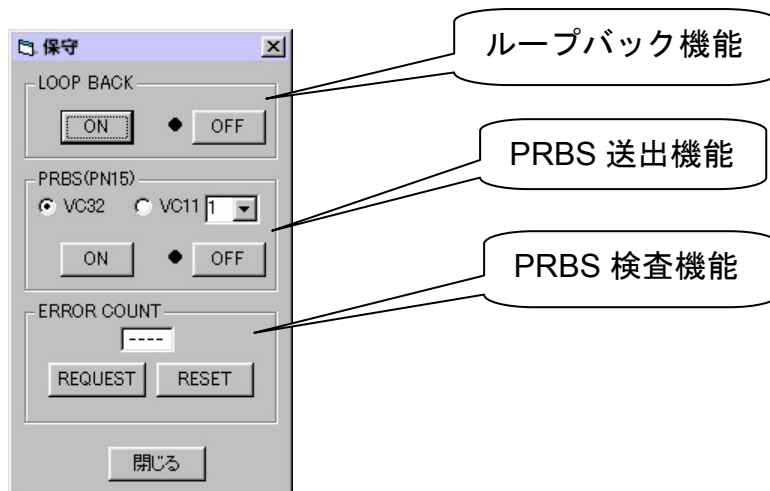 保守
LOOP BACK
ON ◆ OFF
PRBS(PN15)
VC32 VC11 1
ON ◆ OFF
ERROR COUNT
----
REQUEST RESET
閉じる
ループバック機能
PRBS 送出機能
PRBS 検査機能